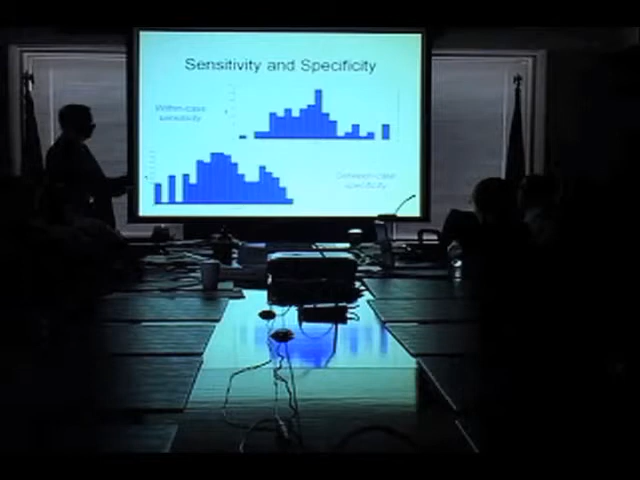 Sensitivity and Specificity
Within-case
sensitivity
Between-case
specificity